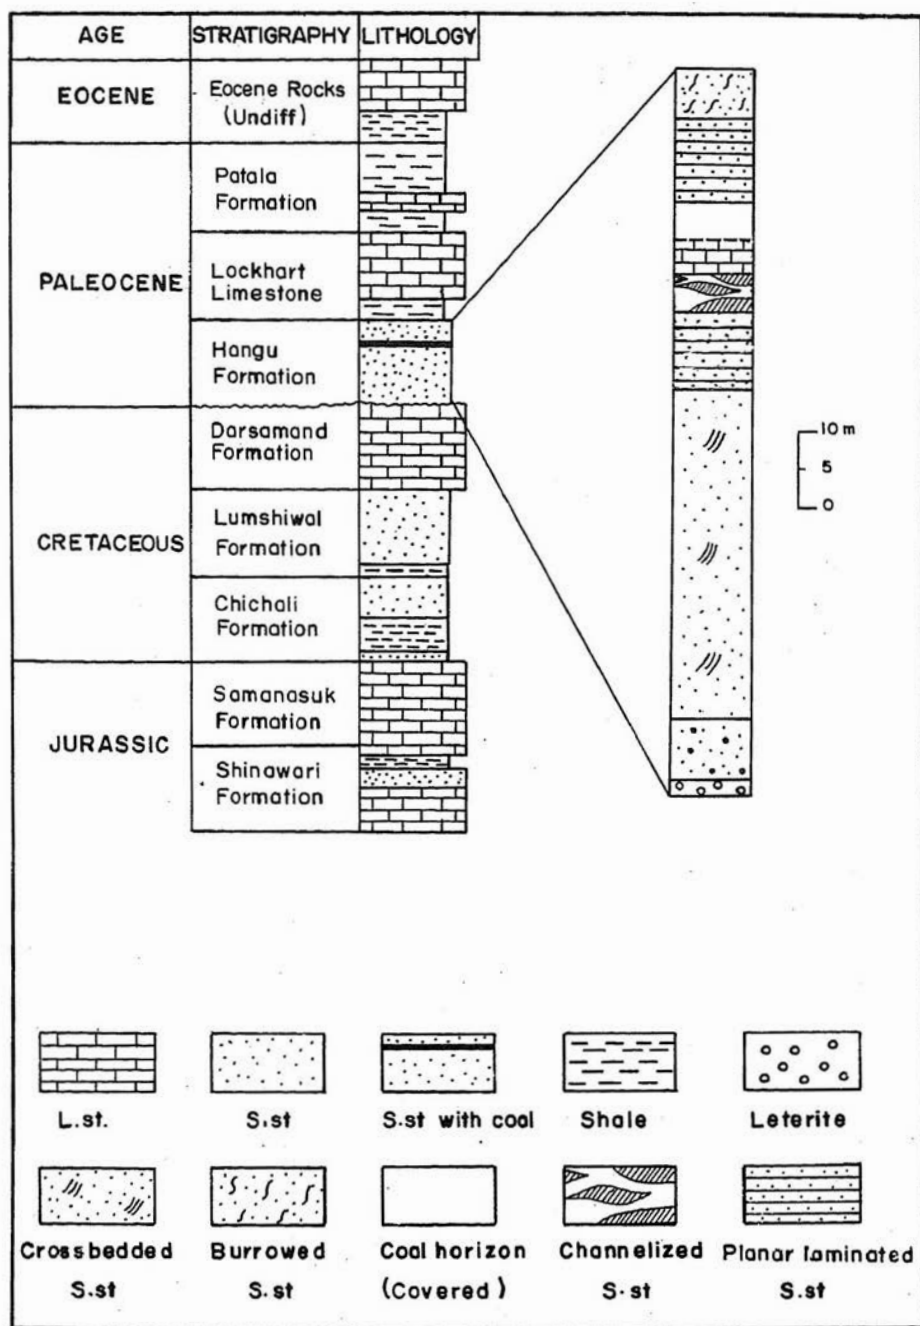 AGE STRATIGRAPHY LITHOLOGY
EOCENE
Eocene Rocks
(Undiff)
PALEOCENE
Patala
Formation
Lockhart
Limestone
Hangu
Formation
CRETACEOUS
Darsamand
Formation
Lumshiwal
Formation
Chichali
Formation
JURASSIC
Samanasuk
Formation
Shinawari
Formation
10 m
5
0
L.st.
S.st
S.st with coal
Shale
Leterite
Crossbedded
S.st
Burrowed
S.st
Coal horizon
(Covered)
Channelized
S.st
Planar laminated
S.st